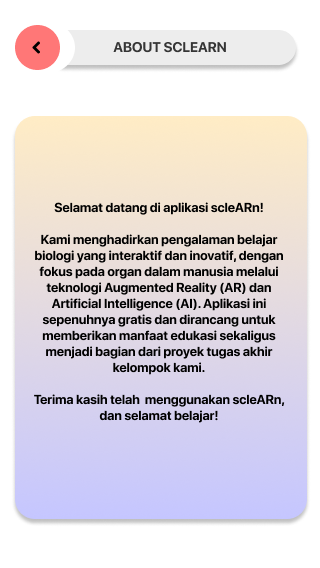 ABOUT SCLEARN
Selamat datang di aplikasi scleARn!
Kami menghadirkan pengalaman belajar
biologi yang interaktif dan inovatif, dengan
fokus pada organ dalam manusia melalui
teknologi Augmented Reality (AR) dan
Artificial Intelligence (AI). Aplikasi ini
sepenuhnya gratis dan dirancang untuk
memberikan manfaat edukasi sekaligus
menjadi bagian dari proyek tugas akhir
kelompok kami.
Terima kasih telah  menggunakan scleARn,
dan selamat belajar!